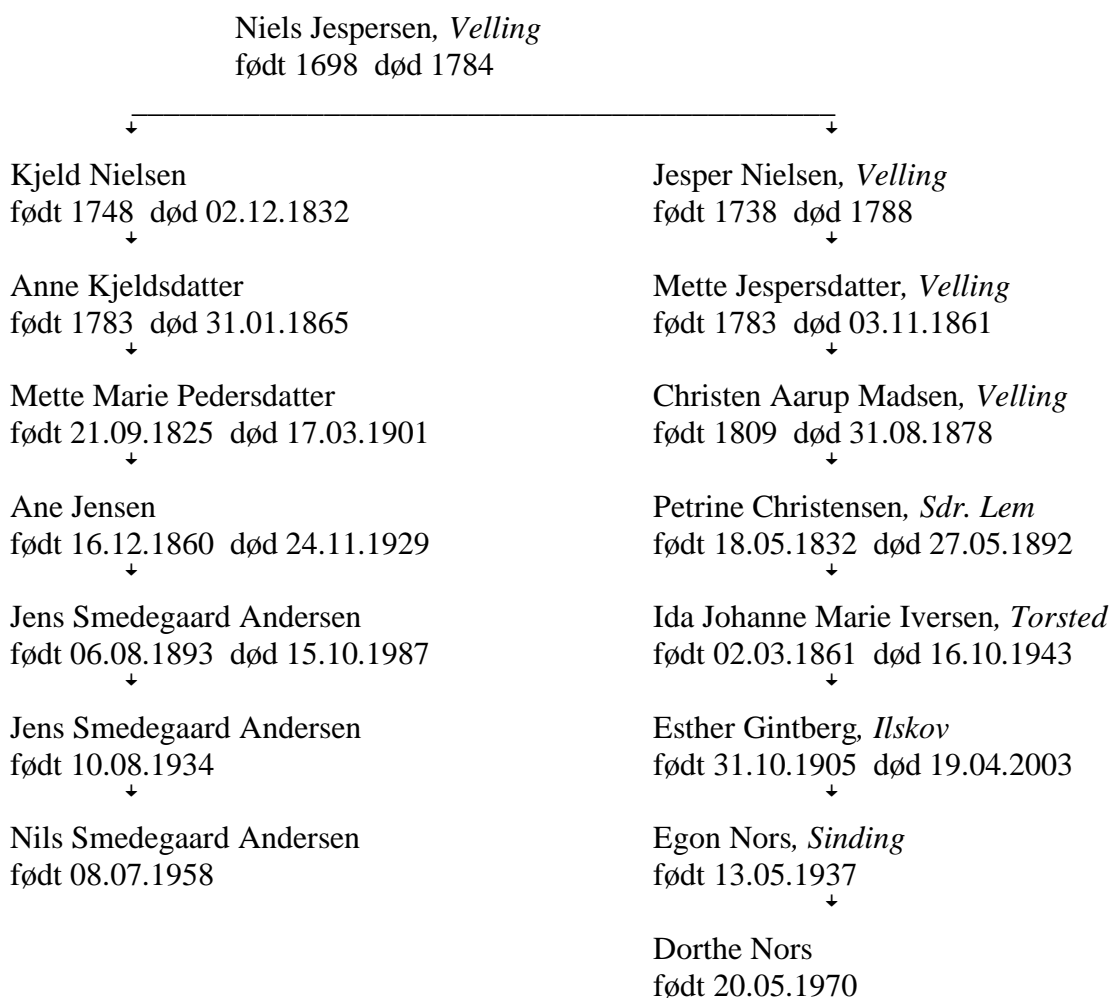 Niels Jespersen, Velling
født 1698  død 1784
Kjeld Nielsen
født 1748  død 02.12.1832
Jesper Nielsen, Velling
født 1738  død 1788
Anne Kjeldsdatter
født 1783  død 31.01.1865
Mette Jespersdatter, Velling
født 1783  død 03.11.1861
Mette Marie Pedersdatter
født 21.09.1825  død 17.03.1901
Christen Aarup Madsen, Velling
født 1809  død 31.08.1878
Ane Jensen
født 16.12.1860  død 24.11.1929
Petrine Christensen, Sdr. Lem
født 18.05.1832  død 27.05.1892
Jens Smedegaard Andersen
født 06.08.1893  død 15.10.1987
Ida Johanne Marie Iversen, Torsted
født 02.03.1861  død 16.10.1943
Jens Smedegaard Andersen
født 10.08.1934
Esther Gintberg, Ilskov
født 31.10.1905  død 19.04.2003
Nils Smedegaard Andersen
født 08.07.1958
Egon Nors, Sinding
født 13.05.1937
Dorthe Nors
født 20.05.1970